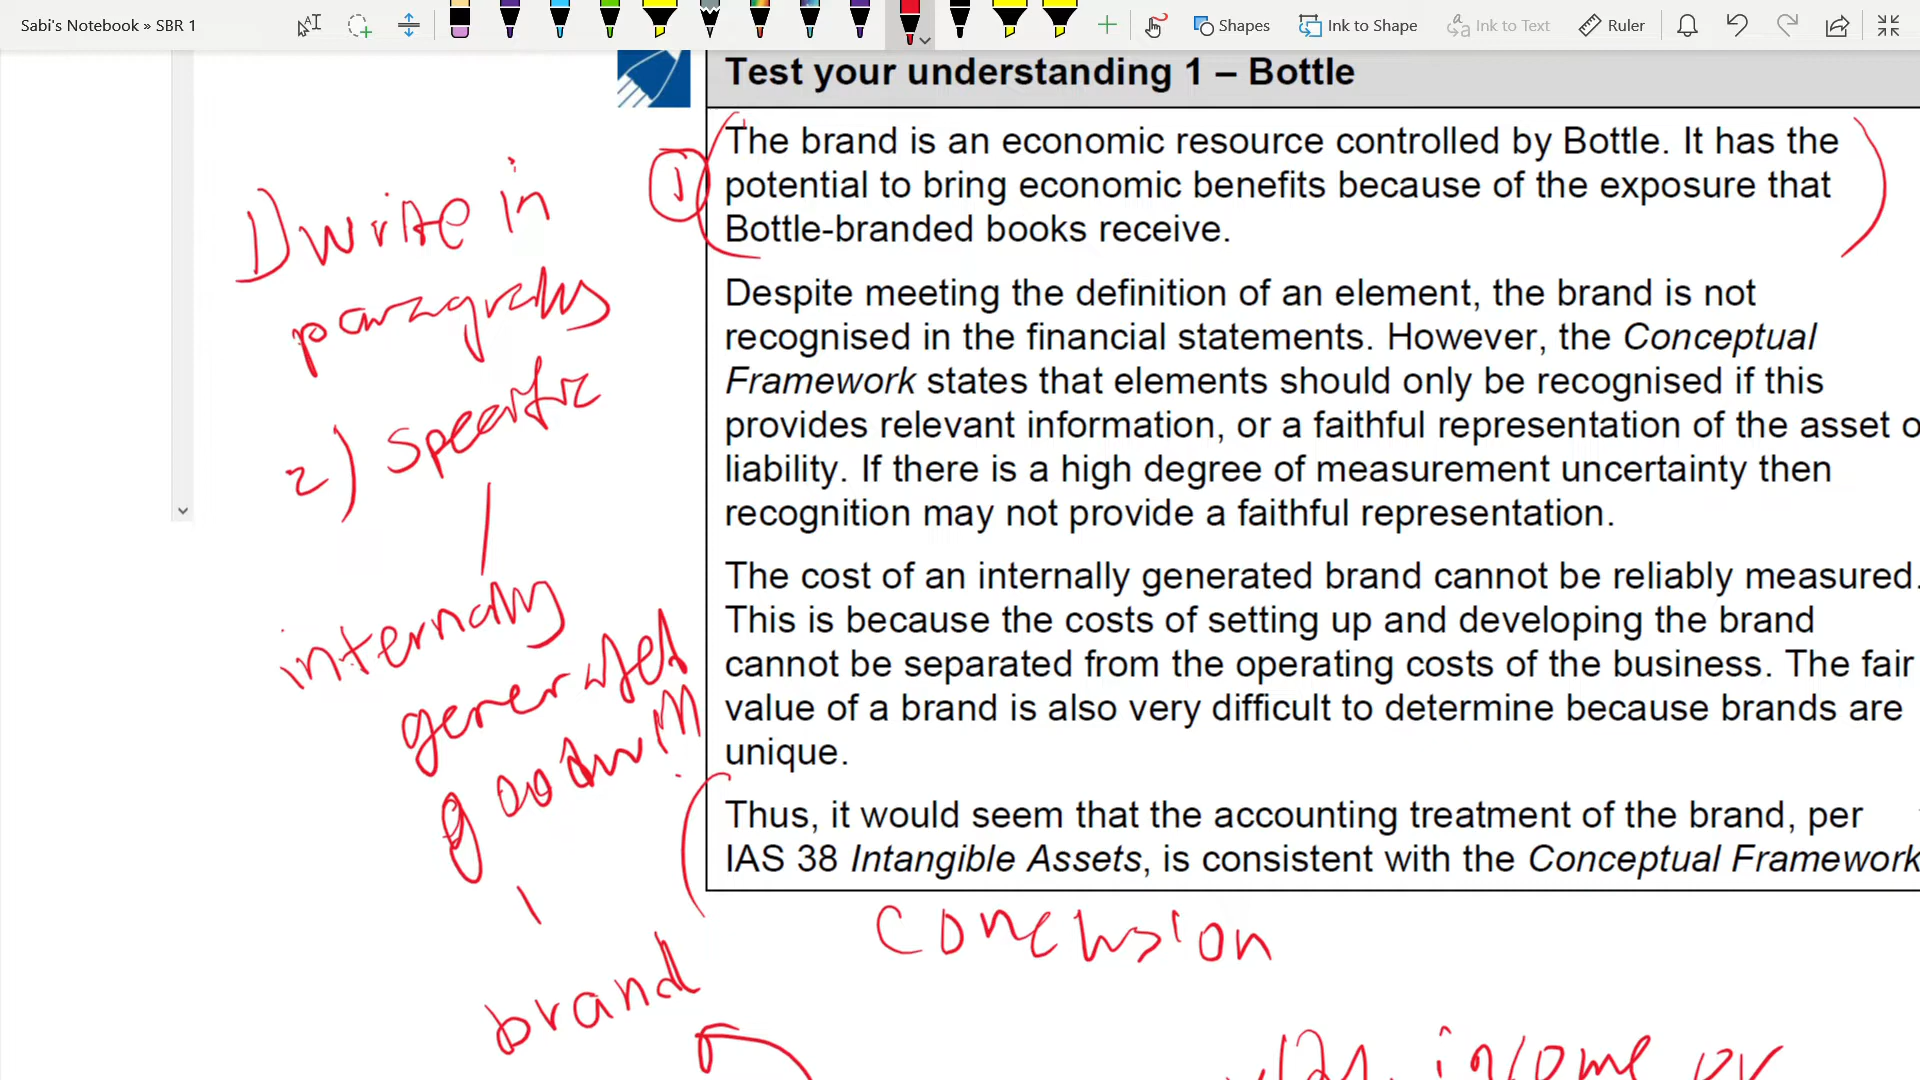 Sabi's Notebook » SBR 1
Shapes
Ink to Shape
Ink to Text
Ruler
Test your understanding 1 – Bottle
The brand is an economic resource controlled by Bottle. It has the
potential to bring economic benefits because of the exposure that
Bottle-branded books receive.
Despite meeting the definition of an element, the brand is not
recognised in the financial statements. However, the Conceptual
Framework states that elements should only be recognised if this
provides relevant information, or a faithful representation of the asset o
liability. If there is a high degree of measurement uncertainty then
recognition may not provide a faithful representation.
The cost of an internally generated brand cannot be reliably measured.
This is because the costs of setting up and developing the brand
cannot be separated from the operating costs of the business. The fair
value of a brand is also very difficult to determine because brands are
unique.
Thus, it would seem that the accounting treatment of the brand, per
IAS 38 Intangible Assets, is consistent with the Conceptual Framework
1
1) write in
paragraphs
2) specific
internally
generated
goodwill
brand
conclusion
income or